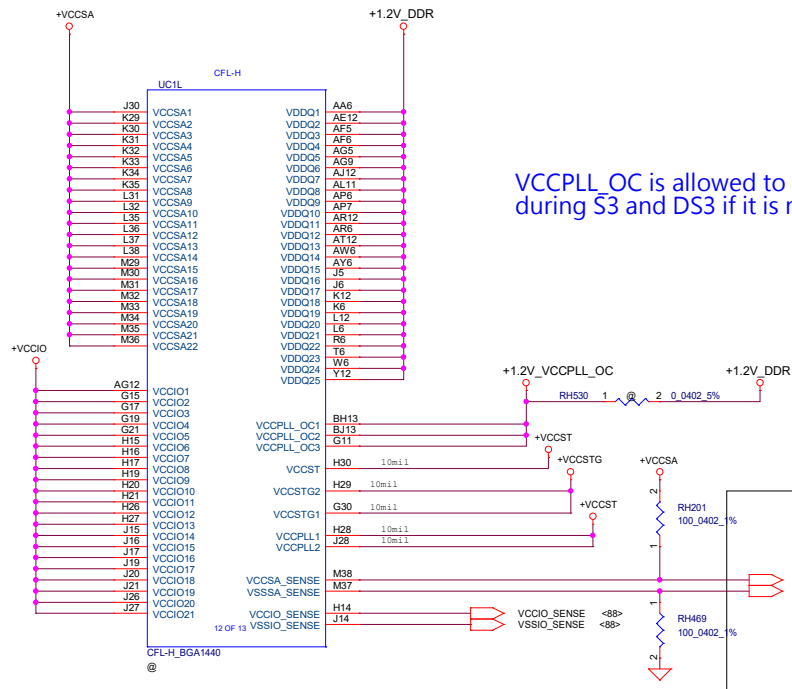 +VCCSA
+1.2V_DDR
CFL-H
UC1L
J30 VCCSA1
K29 VCCSA2
K30 VCCSA3
K31 VCCSA4
K32 VCCSA5
K33 VCCSA6
K34 VCCSA7
K35 VCCSA8
L31 VCCSA9
L32 VCCSA10
L35 VCCSA11
L36 VCCSA12
L37 VCCSA13
L38 VCCSA14
M29 VCCSA15
M30 VCCSA16
M31 VCCSA17
M32 VCCSA18
M33 VCCSA19
M34 VCCSA20
M35 VCCSA21
M36 VCCSA22
VDDQ1 AA6
VDDQ2 AE12
VDDQ3 AF5
VDDQ4 AF6
VDDQ5 AG5
VDDQ6 AG9
VDDQ7 AJ12
VDDQ8 AL11
VDDQ9 AP6
VDDQ10 AP7
VDDQ11 AR12
VDDQ12 AR6
VDDQ13 AT12
VDDQ14 AW6
VDDQ15 AY6
VDDQ16 J5
VDDQ17 J6
VDDQ18 K12
VDDQ19 K6
VDDQ20 L12
VDDQ21 L6
VDDQ22 R6
VDDQ23 T6
VDDQ24 W6
VDDQ25 Y12
VCCPLL_OC is allowed to
during S3 and DS3 if it is
+VCCIO
AG12 VCCIO1
G15 VCCIO2
G17 VCCIO3
G19 VCCIO4
G21 VCCIO5
H15 VCCIO6
H16 VCCIO7
H17 VCCIO8
H19 VCCIO9
H20 VCCIO10
H21 VCCIO11
H26 VCCIO12
H27 VCCIO13
J15 VCCIO14
J16 VCCIO15
J17 VCCIO16
J19 VCCIO17
J20 VCCIO18
J21 VCCIO19
J26 VCCIO20
J27 VCCIO21
+1.2V_VCCPLL_OC
+1.2V_DDR
RH530 1 @ 2 0_0402_5%
VCCPLL_OC1 BH13
VCCPLL_OC2 BJ13
VCCPLL_OC3 G11
+VCCST
VCCST H30 10mil
+VCCSTG
VCCSTG2 H29 10mil
VCCSTG1 G30 10mil
+VCCST
VCCPLL1 H28 10mil
VCCPLL2 J28 10mil
+VCCSA
2
RH201
100_0402_1%
1
VCCSA_SENSE M38
VSSSA_SENSE M37
VCCIO_SENSE H14 VCCIO_SENSE <88>
VSSIO_SENSE J14 VSSIO_SENSE <88>
1
RH469
100_0402_1%
2
12 OF 13
CFL-H_BGA1440
@